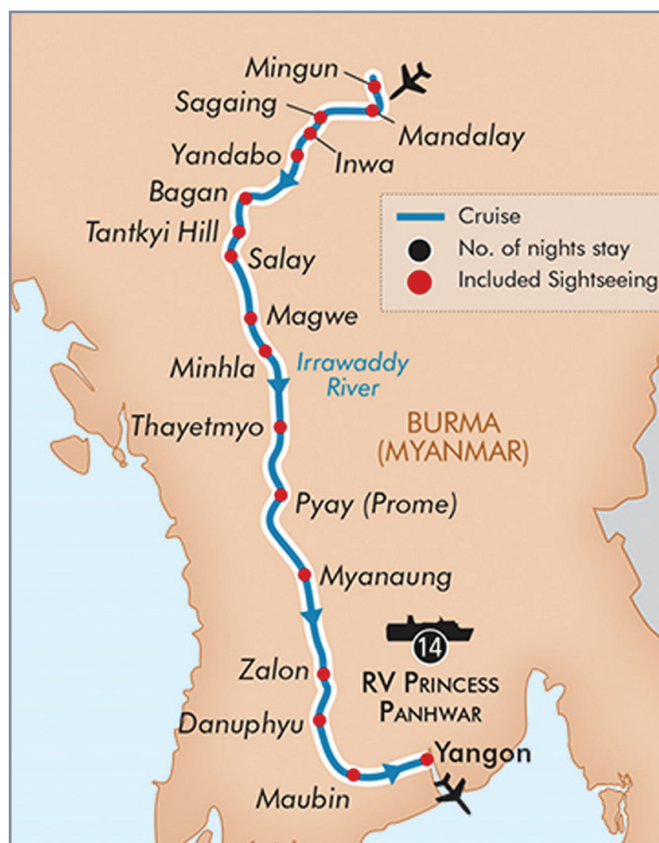 Mingun
Sagaing
Mandalay
Yandabo
Inwa
Bagan
Tantkyi Hill
Salay
Cruise
No. of nights stay
Included Sightseeing
Magwe
Minhla
Irrawaddy
River
Thayetmyo
BURMA
(MYANMAR)
Pyay (Prome)
Myanaung
14
Zalon
RV PRINCESS
PANHWAR
Danuphyu
Yangon
Maubin